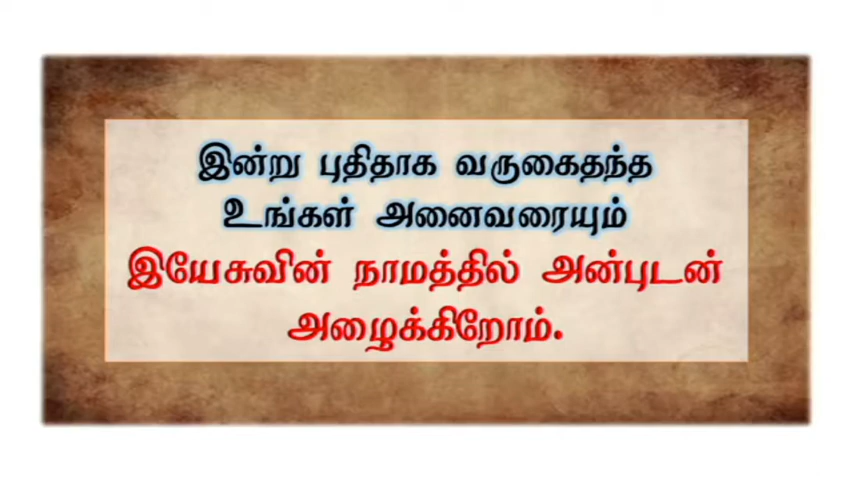 இன்று புதிதாக வருகைதந்த
உங்கள் அனைவரையும்
இயேசுவின் நாமத்தில் அன்புடன்
அழைக்கிறோம்.